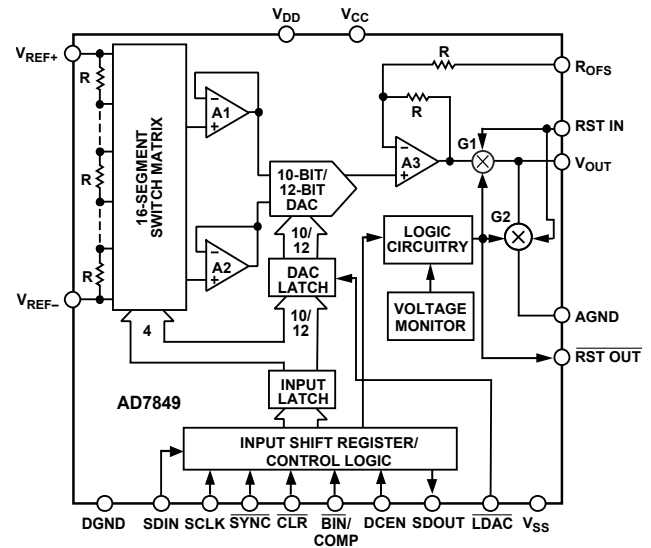 VDD
VCC
VREF+
R
R
R
VREF–
16-SEGMENT
SWITCH MATRIX
–
A1
+
–
A2
+
10-BIT/
12-BIT
DAC
10/
12
DAC
LATCH
10/
12
4
INPUT
LATCH
R
R
–
A3
+
G1
G2
LOGIC
CIRCUITRY
VOLTAGE
MONITOR
ROFS
RST IN
VOUT
AGND
RST OUT
AD7849
INPUT SHIFT REGISTER/
CONTROL LOGIC
DGND
SDIN
SCLK
SYNC
CLR
BIN/
COMP
DCEN
SDOUT
LDAC
VSS